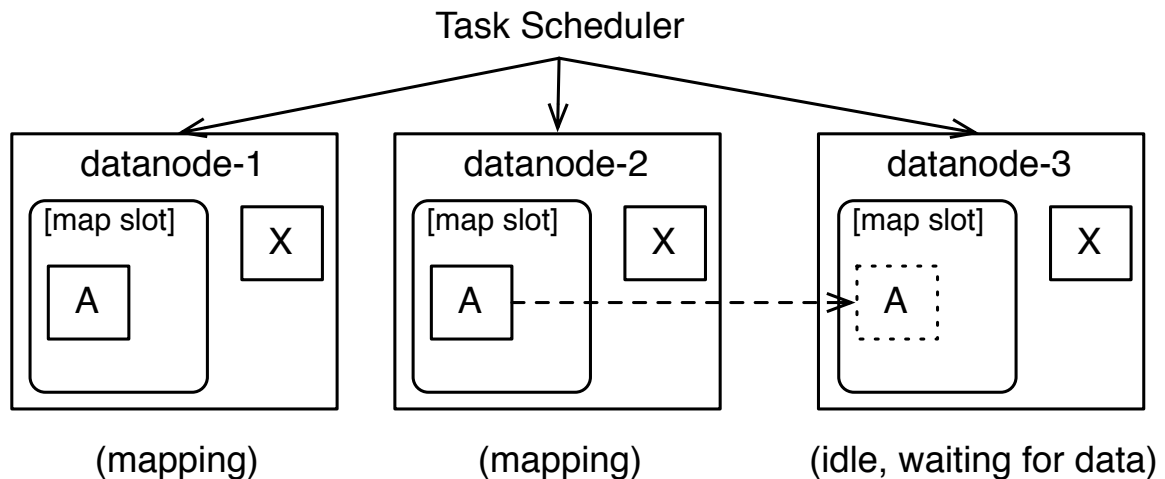 Task Scheduler
datanode-1
datanode-2
datanode-3
[map slot]
X
[map slot]
X
[map slot]
X
A
A
A
(mapping)
(mapping)
(idle, waiting for data)